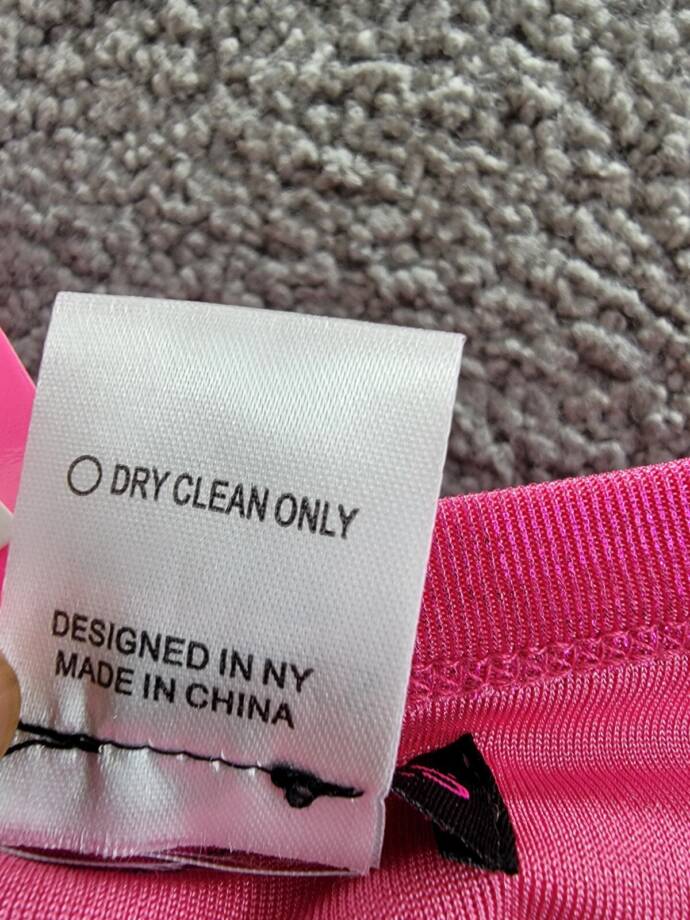 DRY CLEAN ONLY
DESIGNED IN NY
MADE IN CHINA